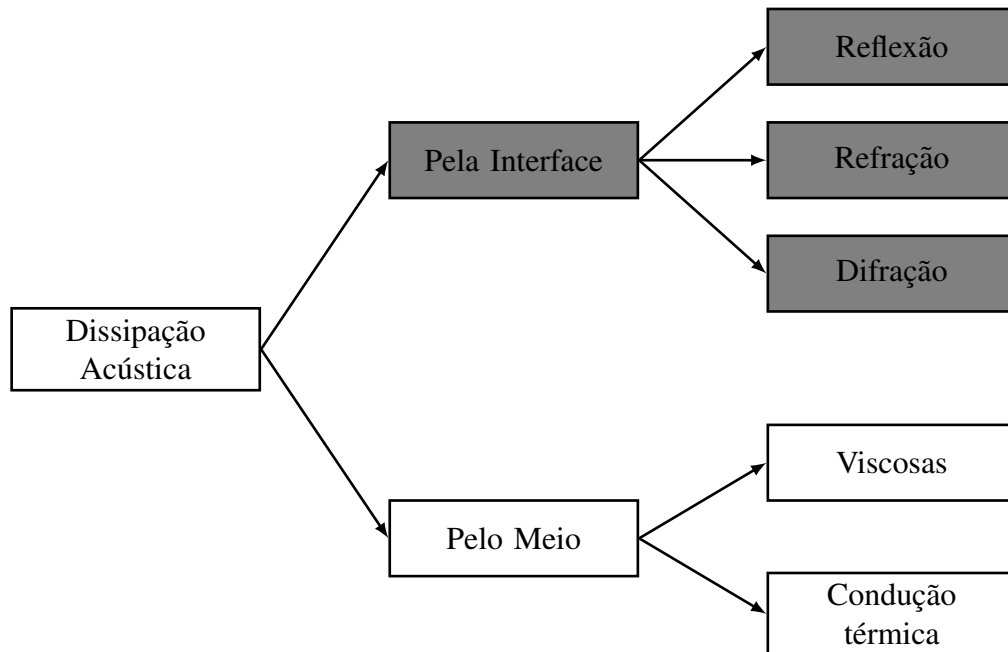 Reflexão
Pela Interface
Refração
Difração
Dissipação
Acústica
Viscosas
Pelo Meio
Condução
térmica